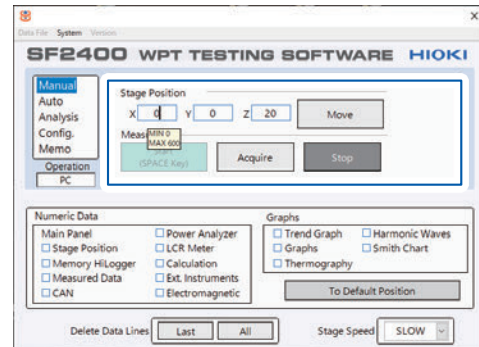 Data File System Version
SF2400 WPT TESTING SOFTWARE HIOKI
Manual
Auto
Analysis
Config.
Memo
Operation
PC
Stage Position
X 0 Y 0 Z 20 Move
MIN 0
MAX 600
(SPACE Key) Acquire Stop
Numeric Data
Main Panel
Stage Position
Memory HiLogger
Measured Data
CAN
Power Analyzer
LCR Meter
Calculation
Ext. Instruments
Electromagnetic
Graphs
Trend Graph
Graphs
Thermography
Harmonic Waves
Smith Chart
To Default Position
Delete Data Lines Last All Stage Speed SLOW